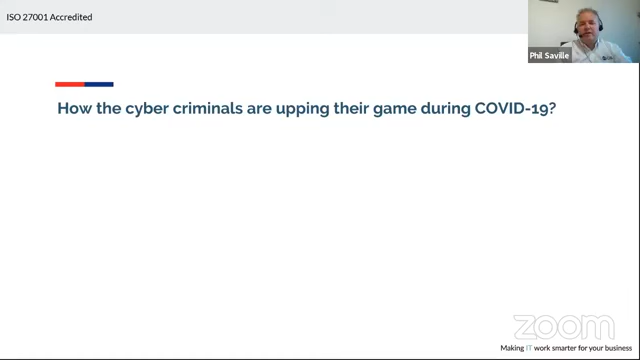 ISO 27001 Accredited
Phil Saville
How the cyber criminals are upping their game during COVID-19?
zoom
Making IT work smarter for your business